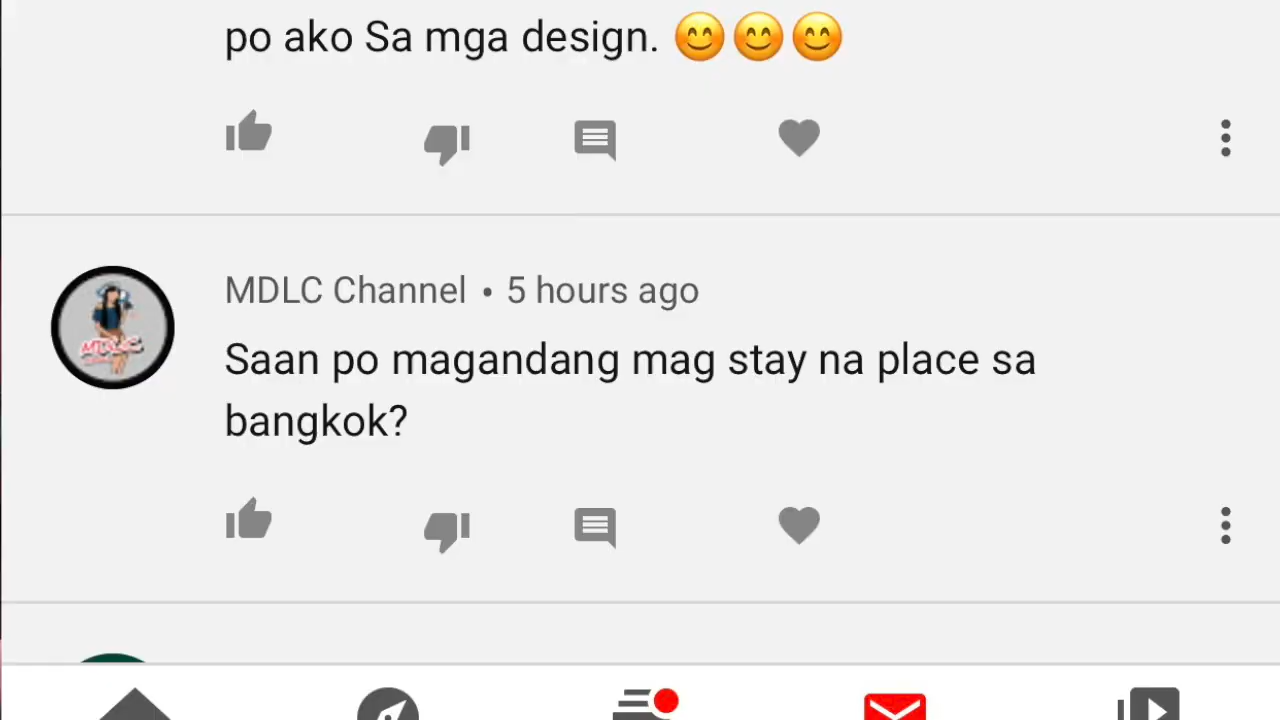 po ako Sa mga design. 😊😊😊
MDLC Channel • 5 hours ago
Saan po magandang mag stay na place sa
bangkok?